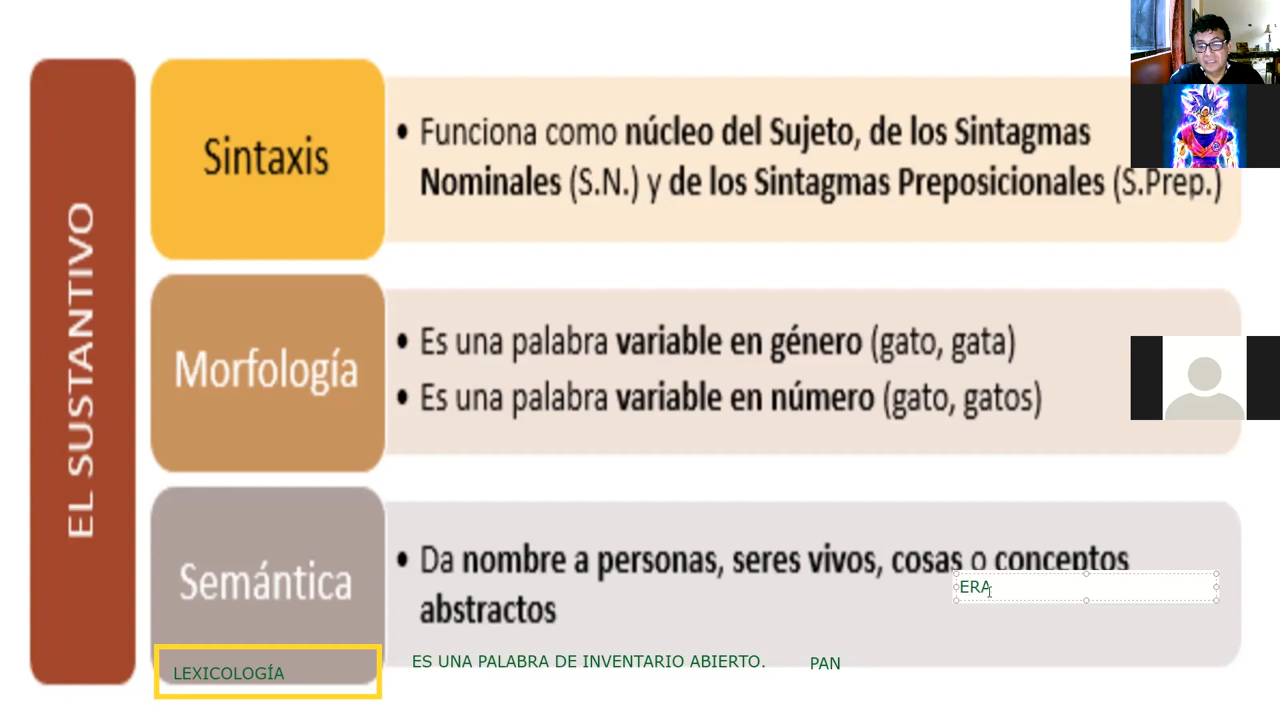 EL SUSTANTIVO
Sintaxis
• Funciona como núcleo del Sujeto, de los Sintagmas
Nominales (S.N.) y de los Sintagmas Preposicionales (S.Prep.)
Morfología
• Es una palabra variable en género (gato, gata)
• Es una palabra variable en número (gato, gatos)
Semántica
• Da nombre a personas, seres vivos, cosas o conceptos
abstractos
ERA
LEXICOLOGÍA
ES UNA PALABRA DE INVENTARIO ABIERTO. PAN